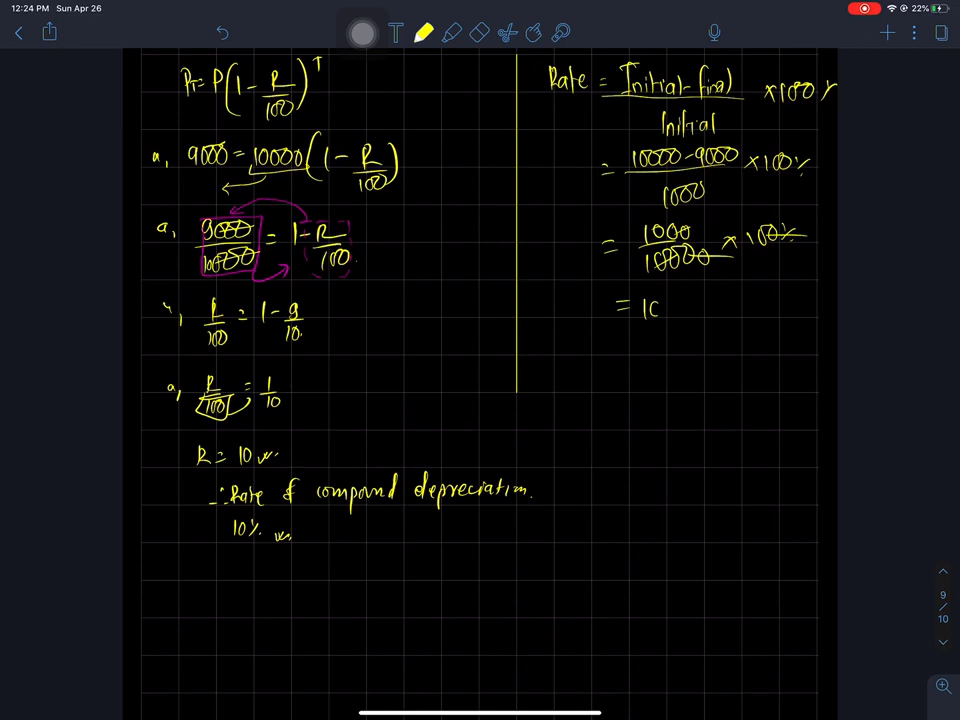 12:24 PM Sun Apr 26
22%
T
P_T = P(1 - R/100)^T
a, 9000 = 10000(1 - R/100)
a, 9000/10000 = 1 - R/100.
R/100 = 1 - 9/10.
a, R/100 = 1/10
R = 10
∴ Rate of compound depreciation.
10%
Rate = Initial - final/Initial × 100%
= 10000 - 9000/1000 × 100%
= 1000/10000 × 100%
= 10
9
/
10